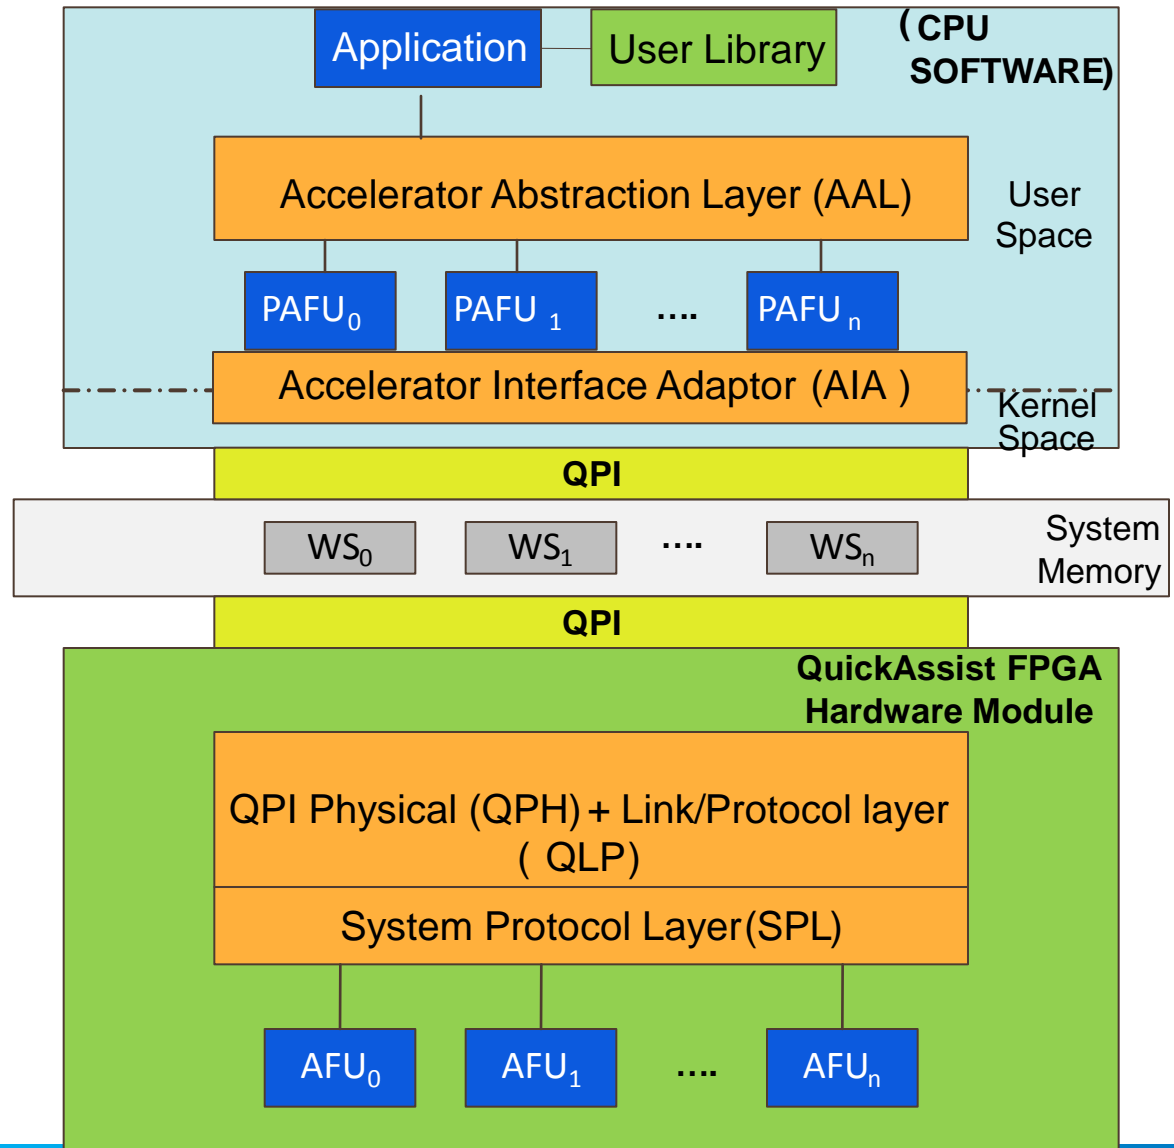 (CPU
SOFTWARE)
Application
User Library
Accelerator Abstraction Layer (AAL)
User
Space
PAFU0
PAFU 1
....
PAFU n
Accelerator Interface Adaptor (AIA )
Kernel
Space
QPI
WS0
WS1
....
WSn
System
Memory
QPI
QuickAssist FPGA
Hardware Module
QPI Physical (QPH) + Link/Protocol layer
( QLP)
System Protocol Layer(SPL)
AFU0
AFU1
....
AFUn